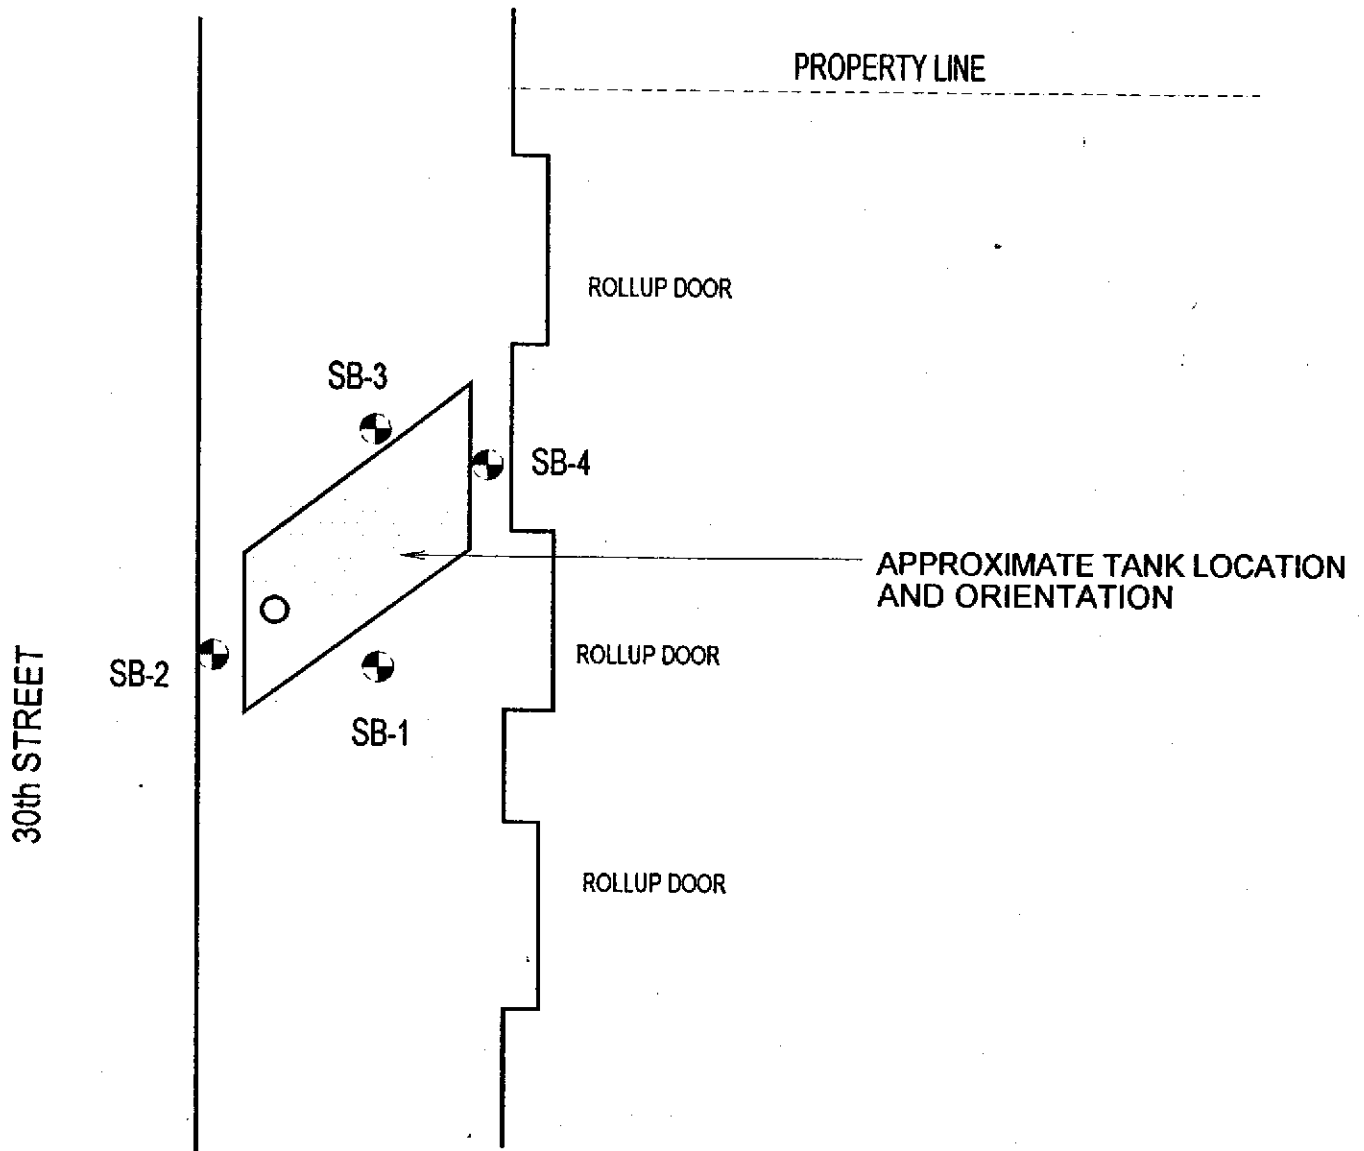 PROPERTY LINE
ROLLUP DOOR
SB-3
SB-4
APPROXIMATE TANK LOCATION
AND ORIENTATION
ROLLUP DOOR
SB-2
SB-1
30th STREET
ROLLUP DOOR